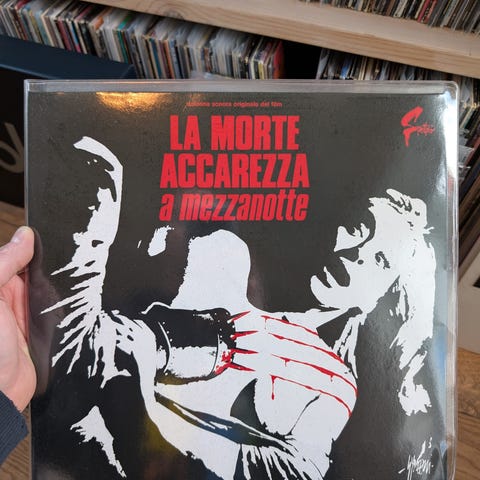 colonna sonora originale del film
LA MORTE
ACCAREZZA
a mezzanotte